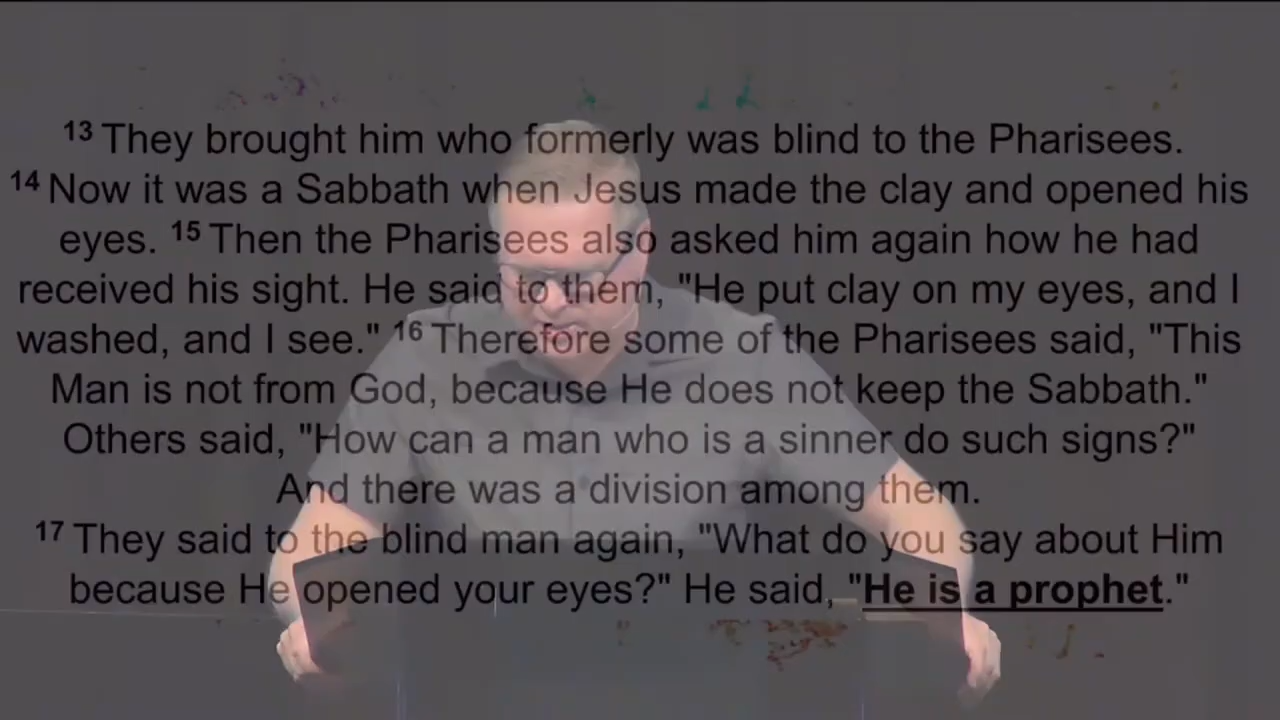 13 They brought him who formerly was blind to the Pharisees.
14 Now it was a Sabbath when Jesus made the clay and opened his
eyes. 15 Then the Pharisees also asked him again how he had
received his sight. He said to them, "He put clay on my eyes, and I
washed, and I see." 16 Therefore some of the Pharisees said, "This
Man is not from God, because He does not keep the Sabbath."
Others said, "How can a man who is a sinner do such signs?"
And there was a division among them.
17 They said to the blind man again, "What do you say about Him
because He opened your eyes?" He said, "He is a prophet."